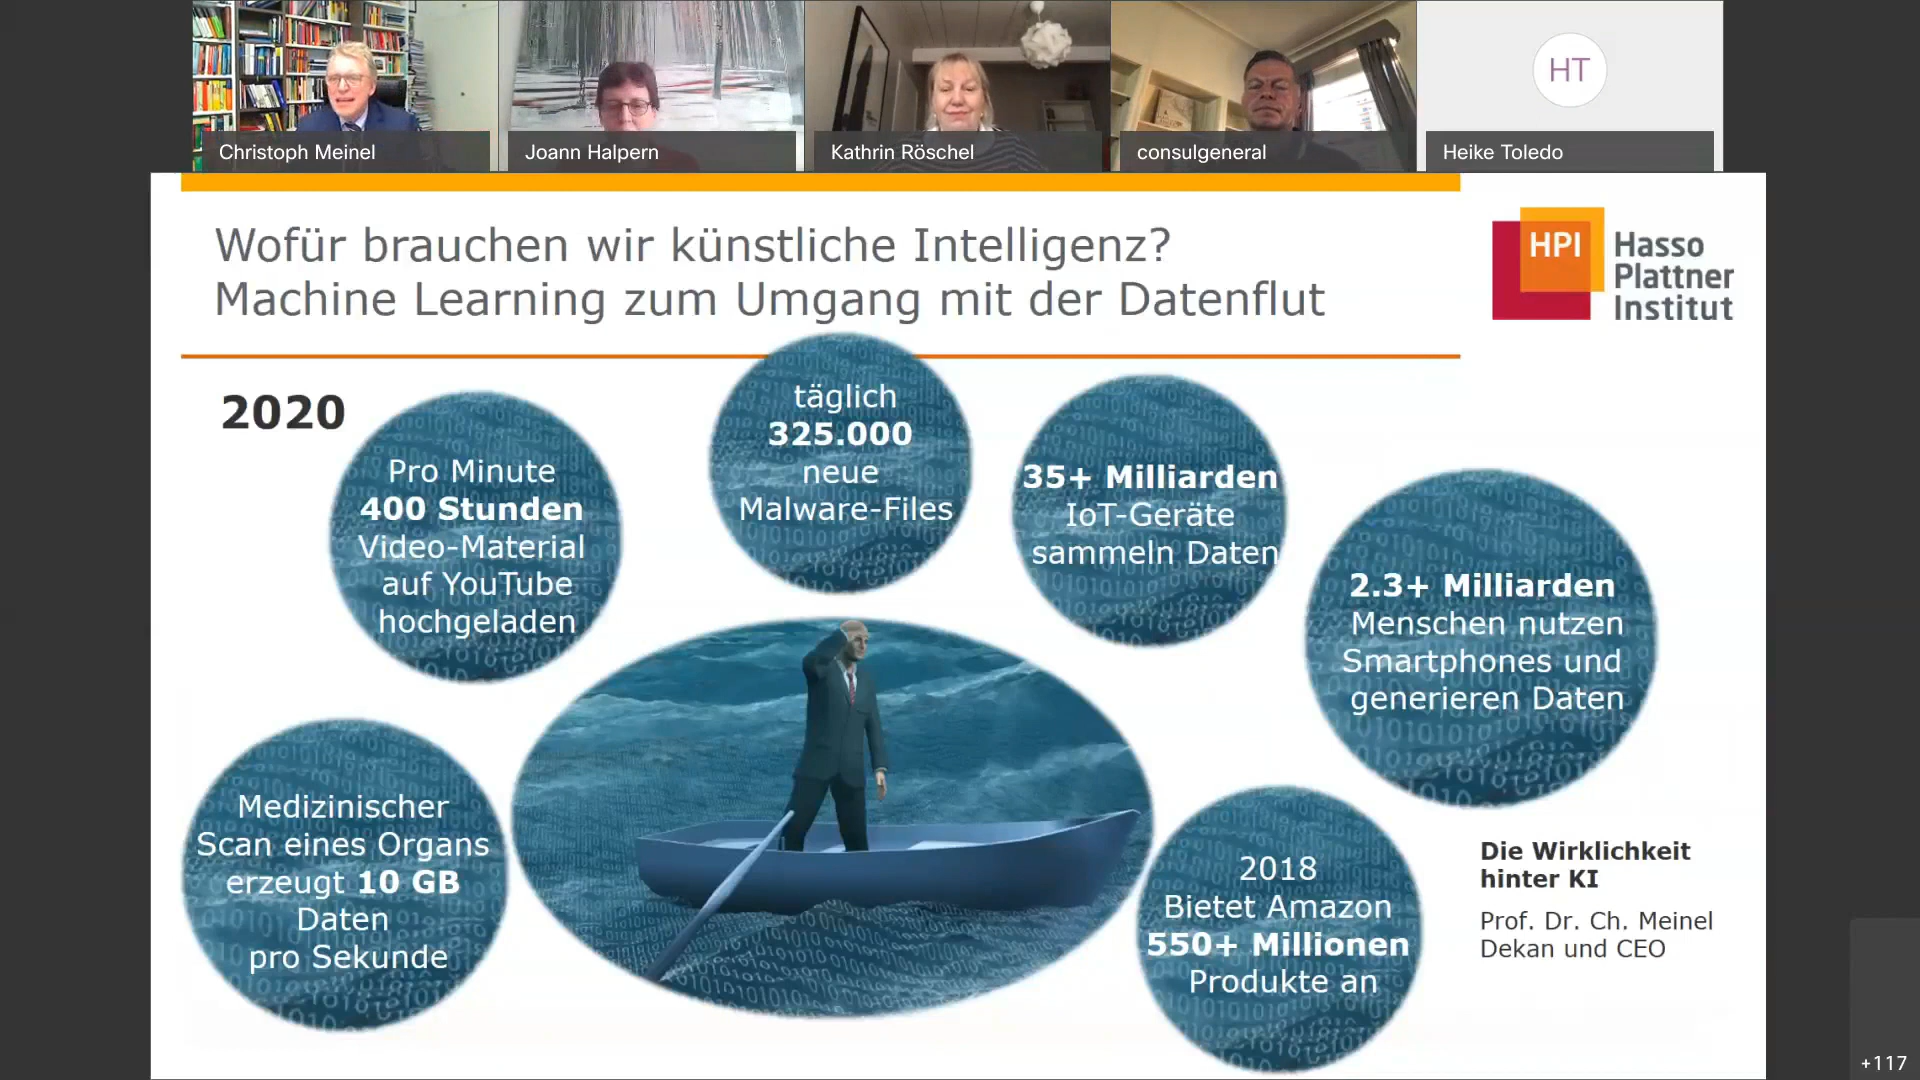 Christoph Meinel
Joann Halpern
Kathrin Röschel
consulgeneral
HT
Heike Toledo
Wofür brauchen wir künstliche Intelligenz?
Machine Learning zum Umgang mit der Datenflut
HPI
Hasso
Plattner
Institut
2020
Pro Minute
400 Stunden
Video-Material
auf YouTube
hochgeladen
täglich
325.000
neue
Malware-Files
35+ Milliarden
IoT-Geräte
sammeln Daten
2.3+ Milliarden
Menschen nutzen
Smartphones und
generieren Daten
Medizinischer
Scan eines Organs
erzeugt 10 GB
Daten
pro Sekunde
2018
Bietet Amazon
550+ Millionen
Produkte an
Die Wirklichkeit
hinter KI
Prof. Dr. Ch. Meinel
Dekan und CEO
+117